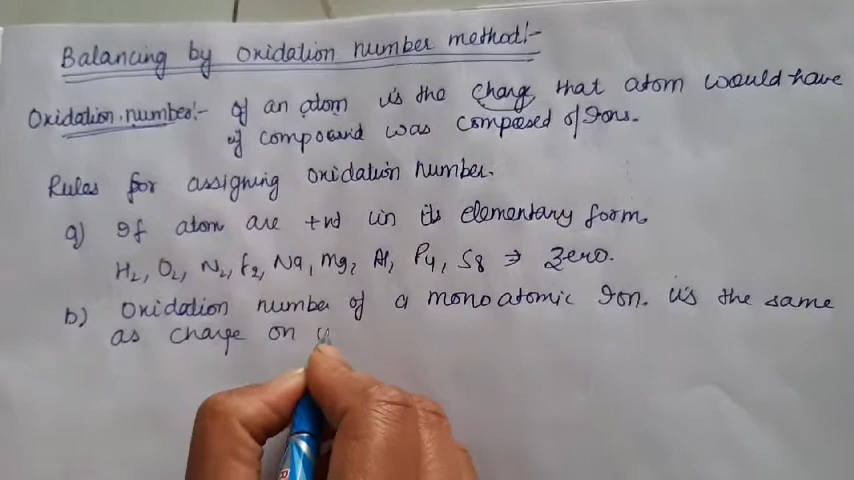 Balancing by Oxidation number method:-
Oxidation number:- of an atom is the charge that atom would have
if compound was composed of Ions.
Rules for assigning oxidation number.
a) If atom are +nt in its elementary form
H2, O2, N2, F2, Na, Mg, Al, P4, S8 ⇒ Zero.
b) Oxidation number of a monoatomic Ion. is the same
as charge on